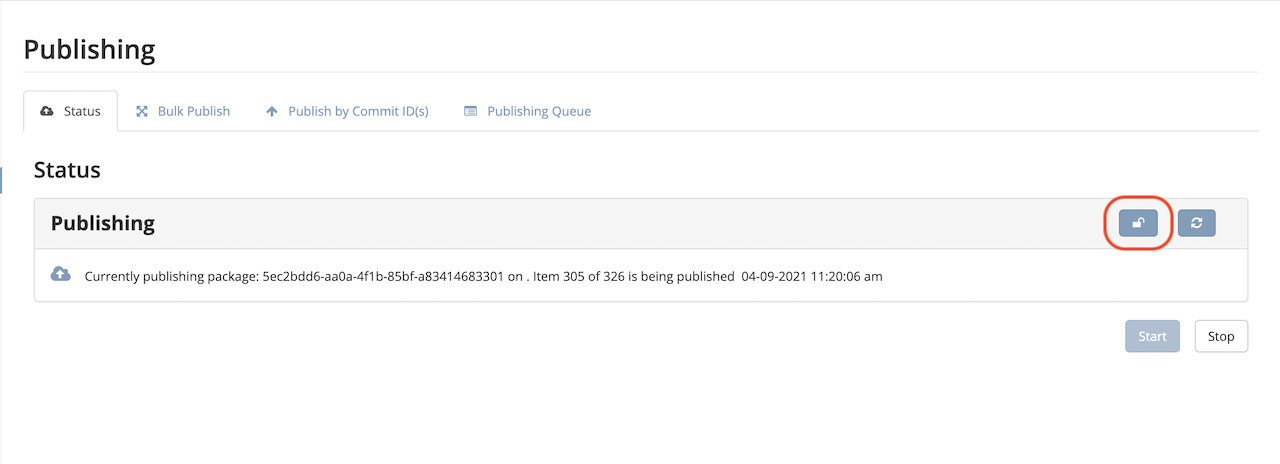 Publishing
Status Bulk Publish Publish by Commit ID(s) Publishing Queue
Status
Publishing
Currently publishing package: 5ec2bdd6-aa0a-4f1b-85bf-a83414683301 on . Item 305 of 326 is being published 04-09-2021 11:20:06 am
Start Stop